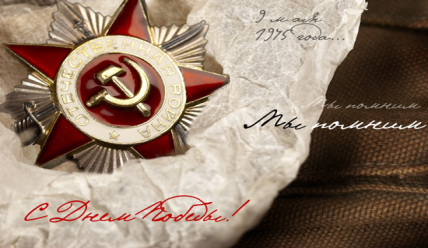 9 мая
1945 года...
ОТЕЧЕСТВЕННАЯ ВОЙНА
Мы помним
Мы помним
С Днем Победы!